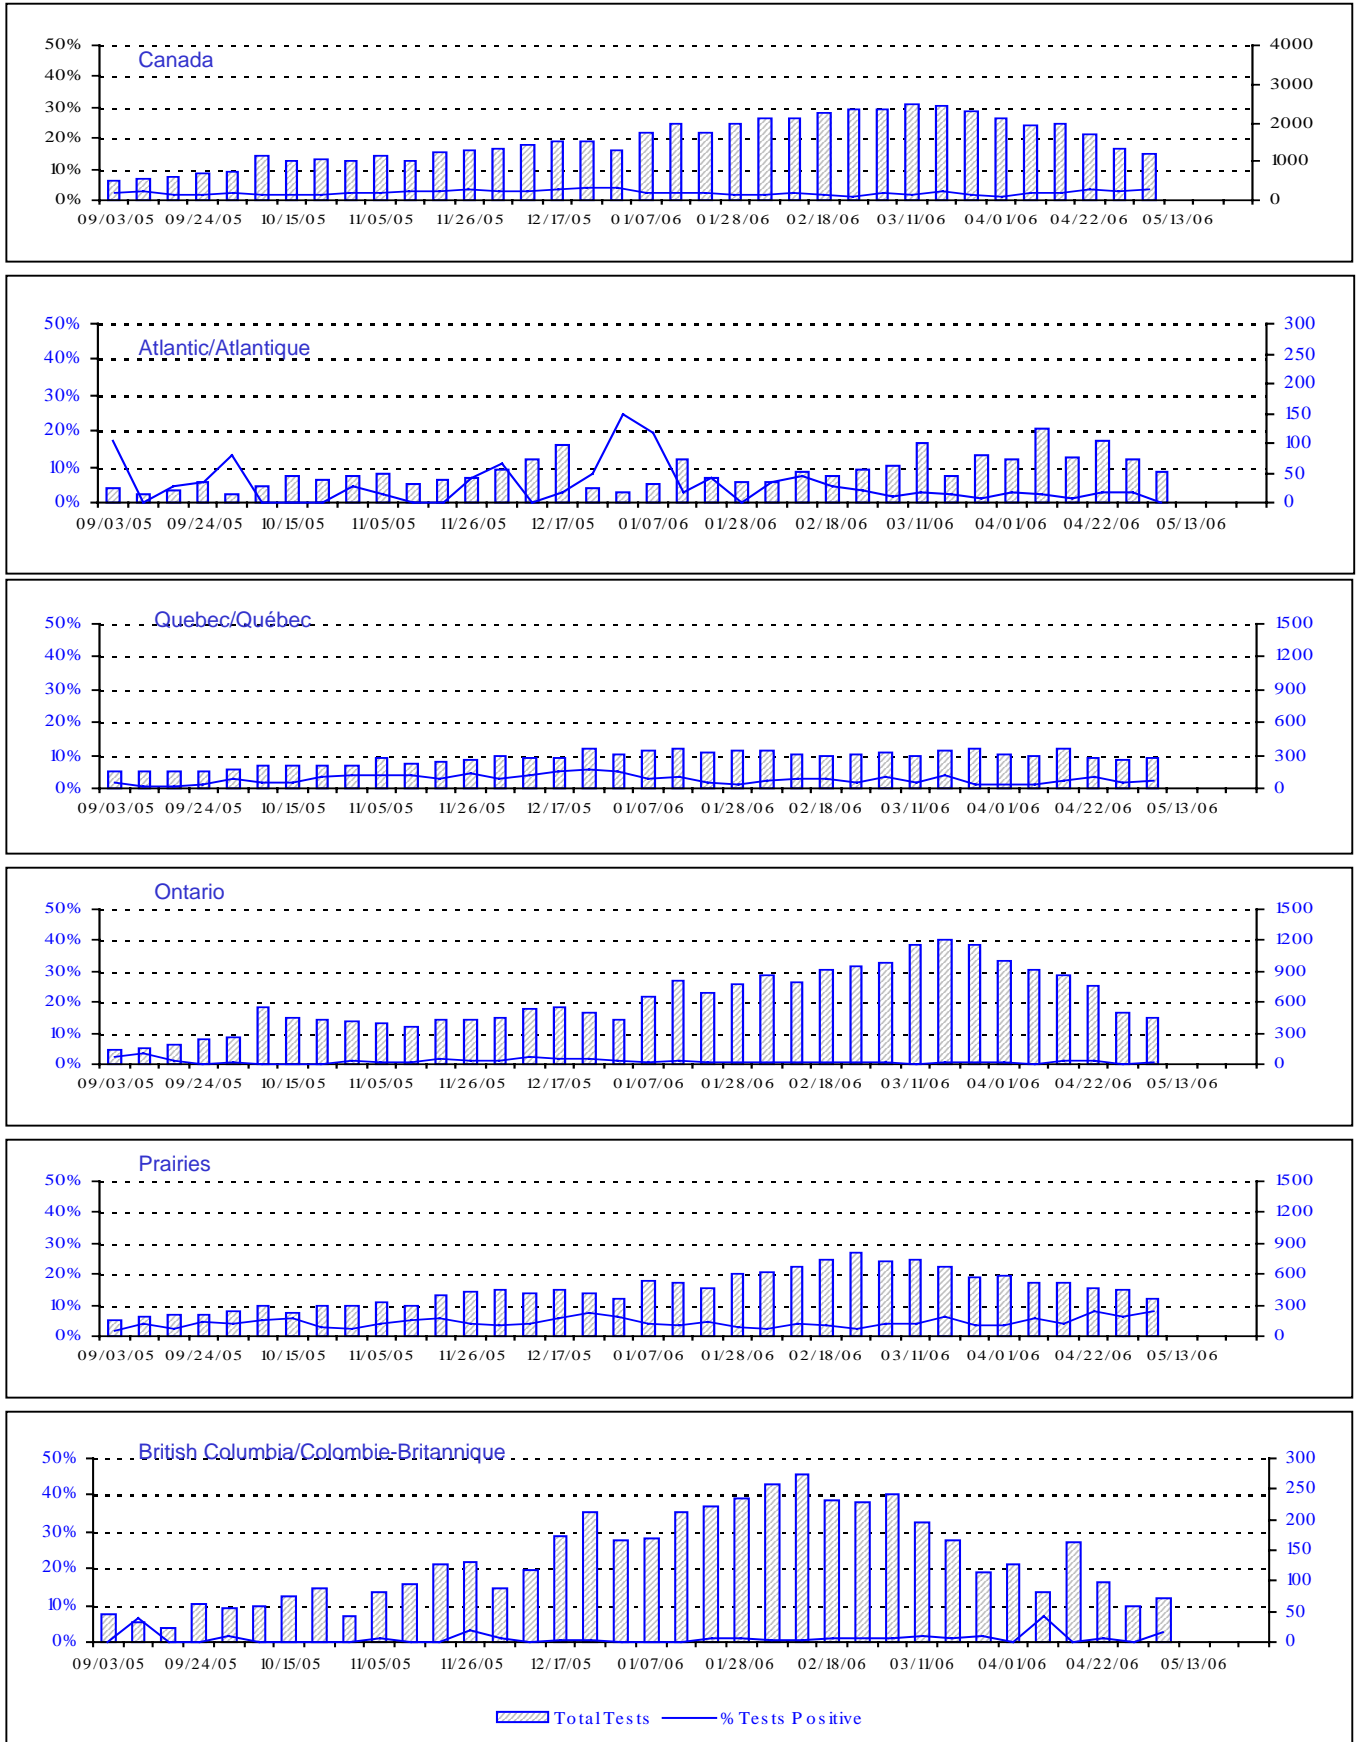 Canada
50% 4000
40%
30% 3000
20% 2000
10% 1000
0% 0
09/03/05 09/24/05 10/15/05 11/05/05 11/26/05 12/17/05 01/07/06 01/28/06 02/18/06 03/11/06 04/01/06 04/22/06 05/13/06
Atlantic/Atlantique
50% 300
40% 250
30% 200
20% 150
10% 100
0% 50
0
09/03/05 09/24/05 10/15/05 11/05/05 11/26/05 12/17/05 01/07/06 01/28/06 02/18/06 03/11/06 04/01/06 04/22/06 05/13/06
Quebec/Québec
50% 1500
40% 1200
30% 900
20% 600
10% 300
0% 0
09/03/05 09/24/05 10/15/05 11/05/05 11/26/05 12/17/05 01/07/06 01/28/06 02/18/06 03/11/06 04/01/06 04/22/06 05/13/06
Ontario
50% 1500
40% 1200
30% 900
20% 600
10% 300
0% 0
09/03/05 09/24/05 10/15/05 11/05/05 11/26/05 12/17/05 01/07/06 01/28/06 02/18/06 03/11/06 04/01/06 04/22/06 05/13/06
Prairies
50% 1500
40% 1200
30% 900
20% 600
10% 300
0% 0
09/03/05 09/24/05 10/15/05 11/05/05 11/26/05 12/17/05 01/07/06 01/28/06 02/18/06 03/11/06 04/01/06 04/22/06 05/13/06
British Columbia/Colombie-Britannique
50% 300
40% 250
30% 200
20% 150
10% 100
0% 50
0
09/03/05 09/24/05 10/15/05 11/05/05 11/26/05 12/17/05 01/07/06 01/28/06 02/18/06 03/11/06 04/01/06 04/22/06 05/13/06
Total Tests % Tests Positive